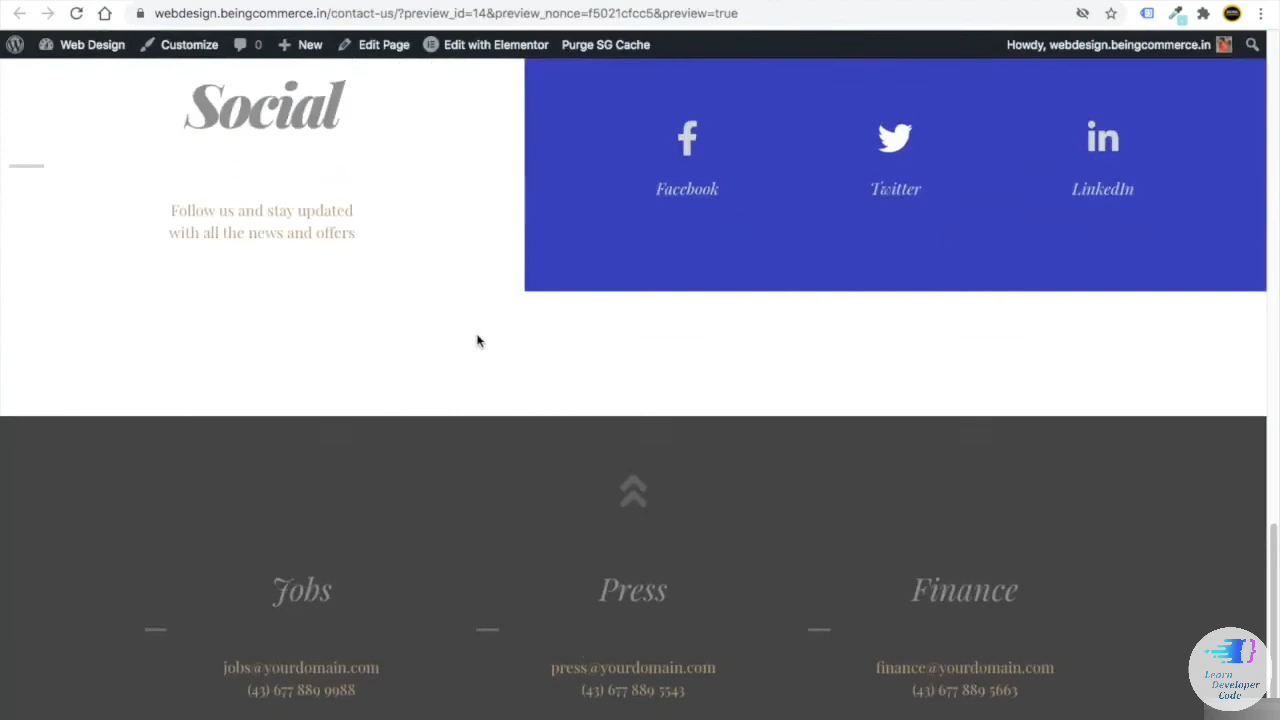 webdesign.beingcommerce.in/contact-us/?preview_id=14&preview_nonce=f5021cfcc5&preview=true
Web Design Customize 0 New Edit Page Edit with Elementor Purge SG Cache Howdy, webdesign.beingcommerce.in
Social
Facebook Twitter LinkedIn
Follow us and stay updated
with all the news and offers
Jobs Press Finance
jobs@yourdomain.com press@yourdomain.com finance@yourdomain.com
(43) 677 889 9988 (43) 677 889 5543 (43) 677 889 5663
Learn
Developer
Code